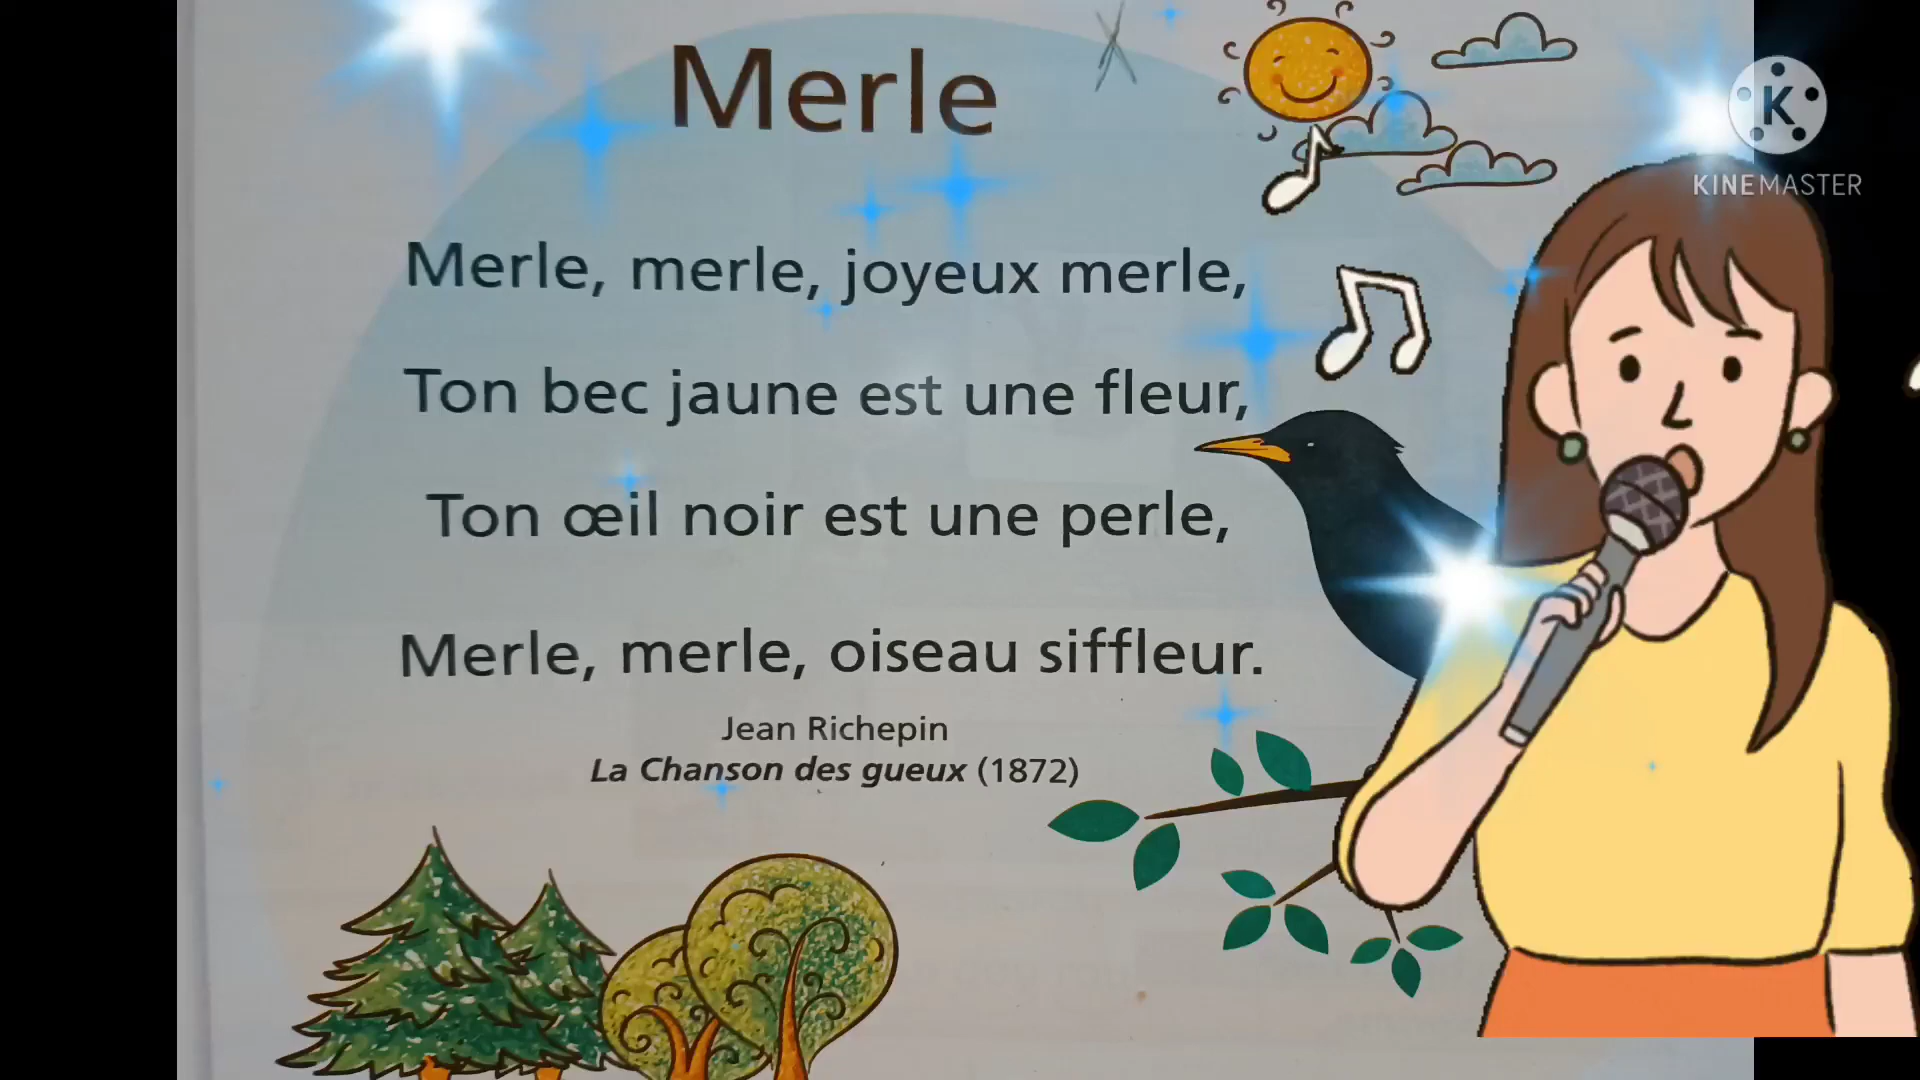 Merle
Merle, merle, joyeux merle,
Ton bec jaune est une fleur,
Ton œil noir est une perle,
Merle, merle, oiseau siffleur.
Jean Richepin
La Chanson des gueux (1872)
K
KINEMASTER